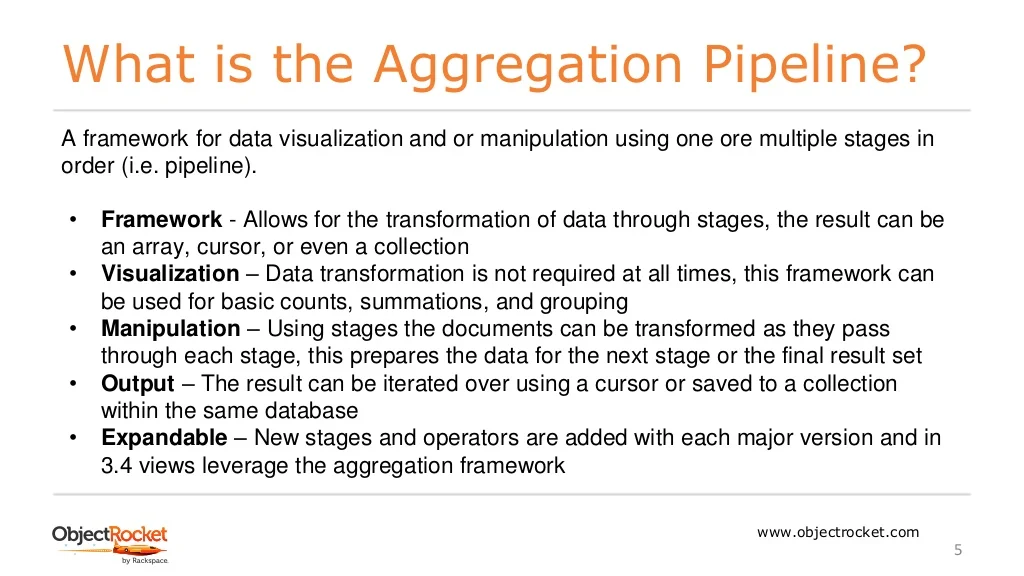 What is the Aggregation Pipeline?
A framework for data visualization and or manipulation using one ore multiple stages in
order (i.e. pipeline).
• Framework - Allows for the transformation of data through stages, the result can be
an array, cursor, or even a collection
• Visualization – Data transformation is not required at all times, this framework can
be used for basic counts, summations, and grouping
• Manipulation – Using stages the documents can be transformed as they pass
through each stage, this prepares the data for the next stage or the final result set
• Output – The result can be iterated over using a cursor or saved to a collection
within the same database
• Expandable – New stages and operators are added with each major version and in
3.4 views leverage the aggregation framework
ObjectRocket
by Rackspace.
www.objectrocket.com
5